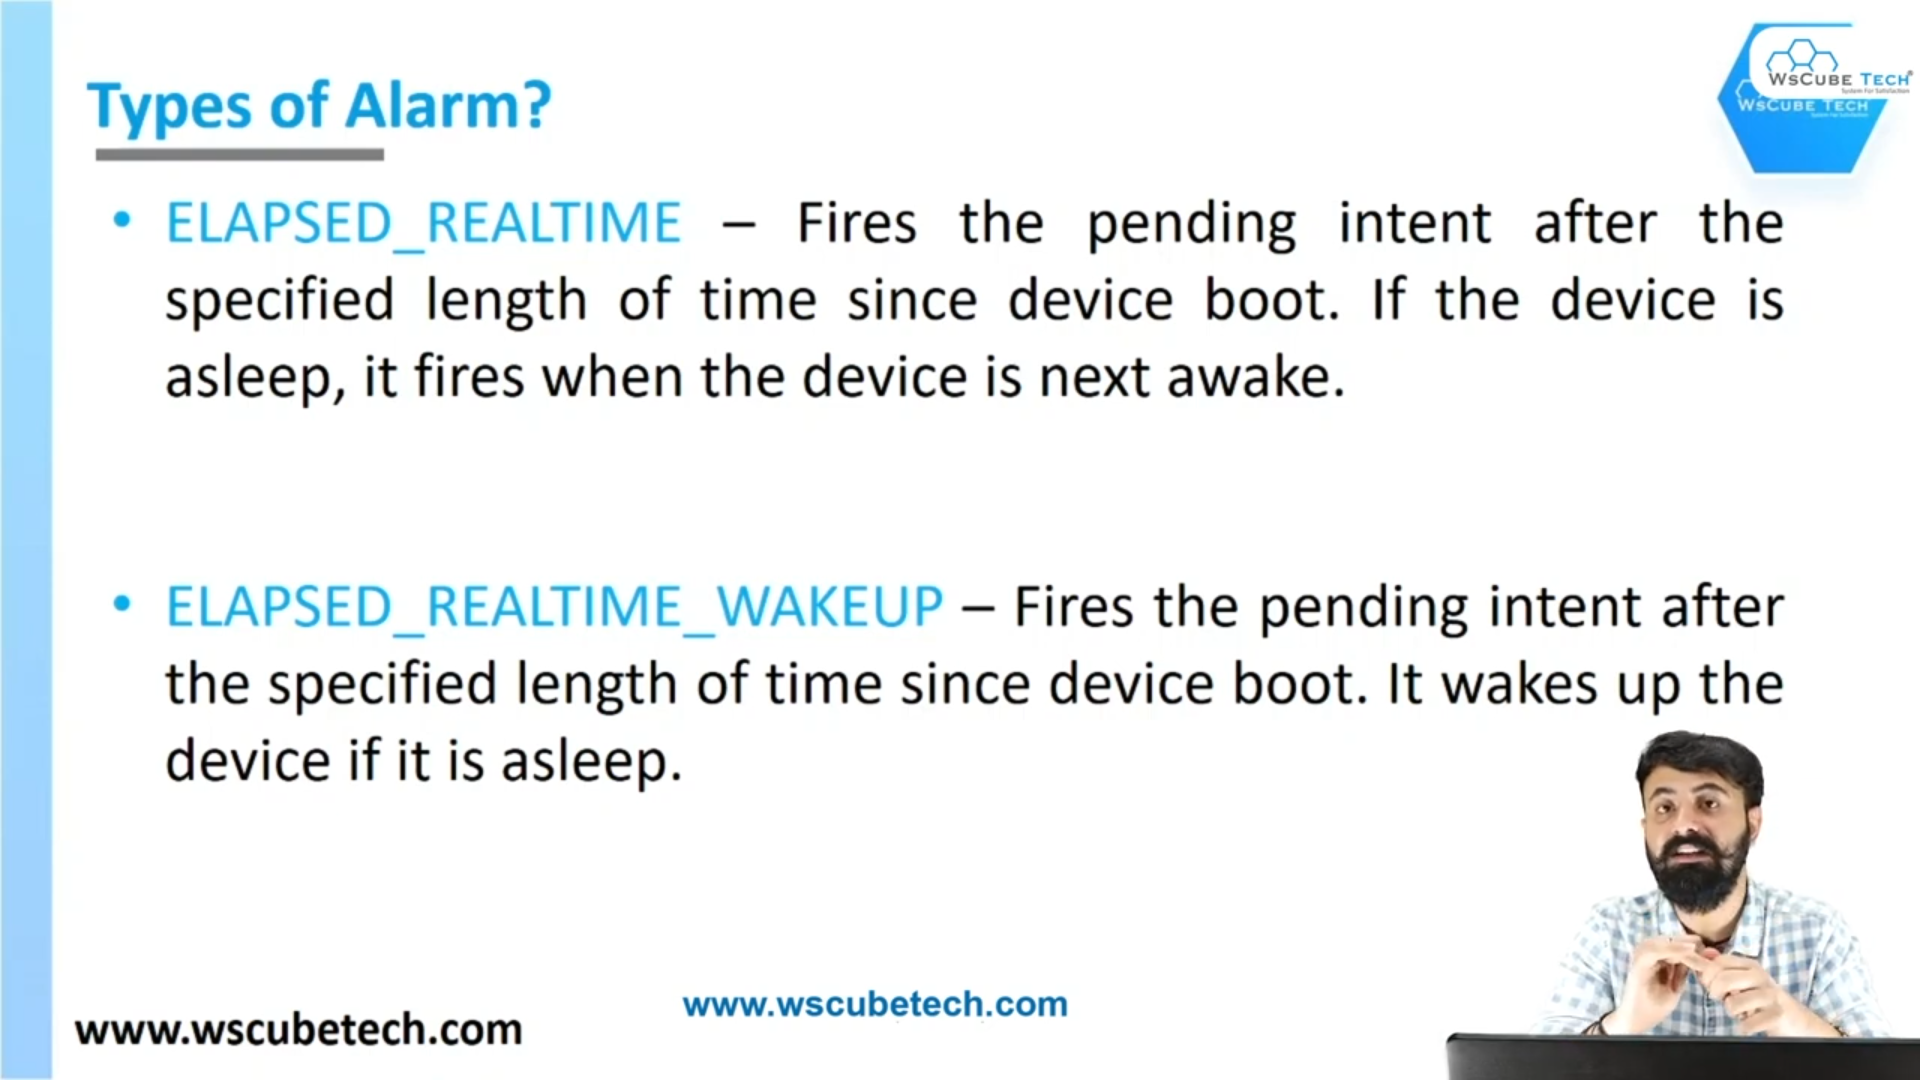 Types of Alarm?
WSCUBE TECH
System For Satisfaction
WSCUBE TECH
• ELAPSED_REALTIME – Fires the pending intent after the
specified length of time since device boot. If the device is
asleep, it fires when the device is next awake.
• ELAPSED_REALTIME_WAKEUP – Fires the pending intent after
the specified length of time since device boot. It wakes up the
device if it is asleep.
www.wscubetech.com
www.wscubetech.com